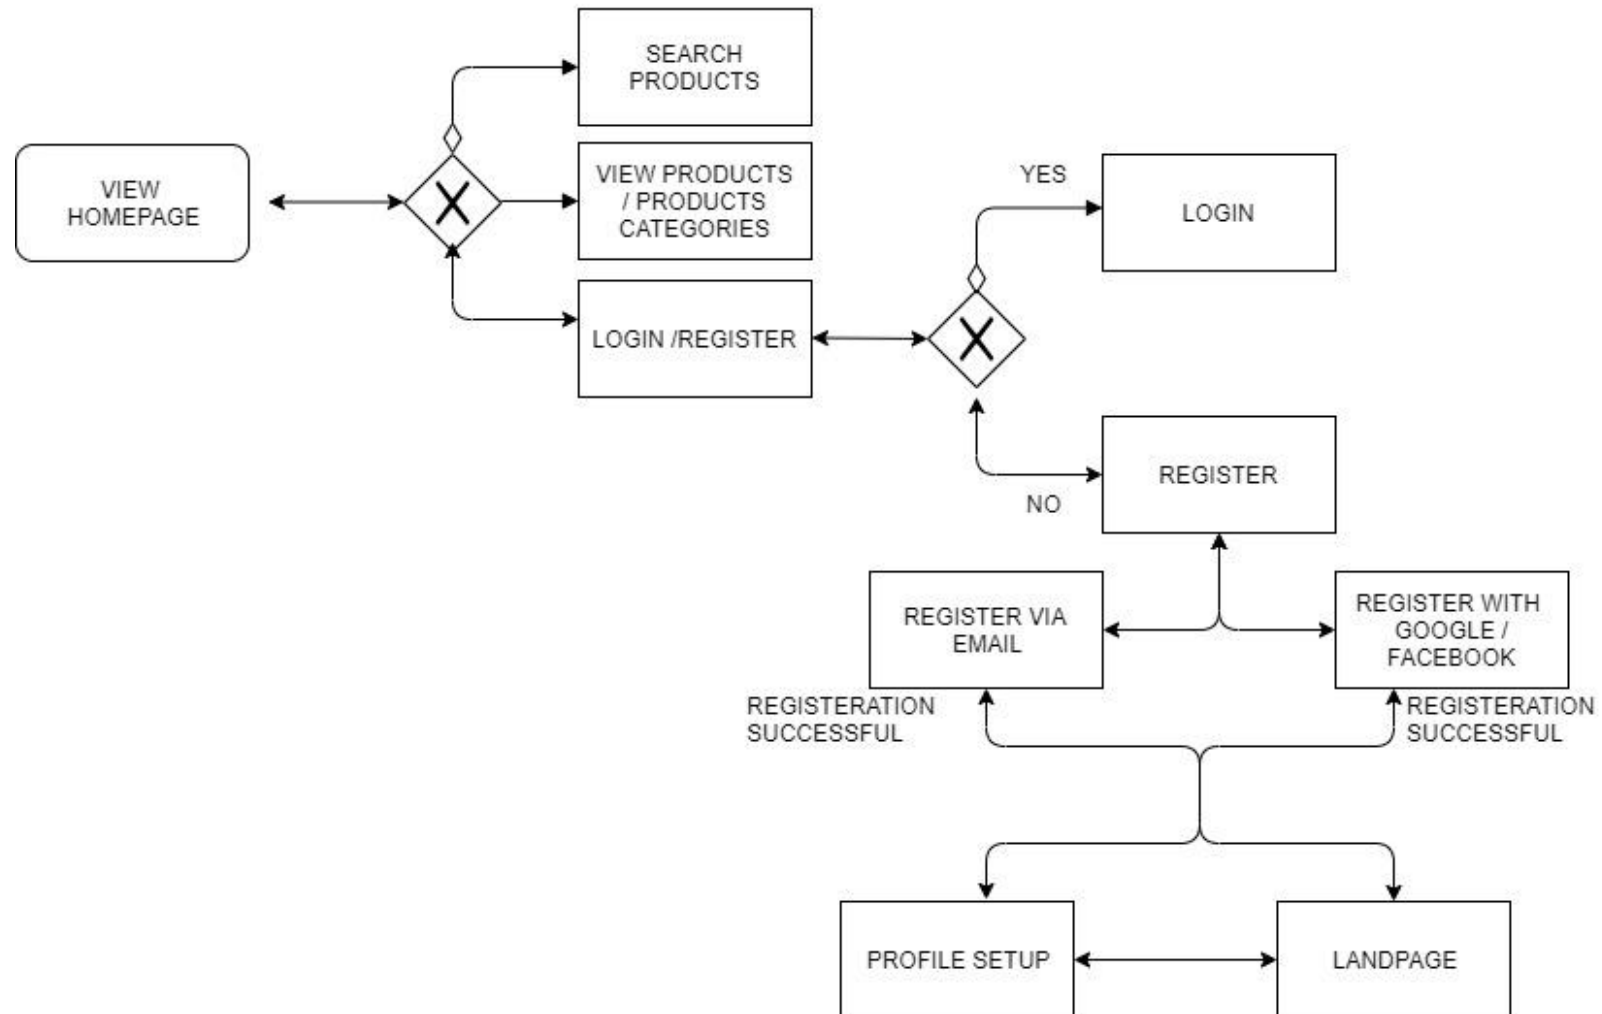 SEARCH
PRODUCTS
VIEW
HOMEPAGE
VIEW PRODUCTS
/ PRODUCTS
CATEGORIES
YES
LOGIN
LOGIN /REGISTER
REGISTER
NO
REGISTER VIA
EMAIL
REGISTER WITH
GOOGLE /
FACEBOOK
REGISTERATION
SUCCESSFUL
REGISTERATION
SUCCESSFUL
PROFILE SETUP
LANDPAGE